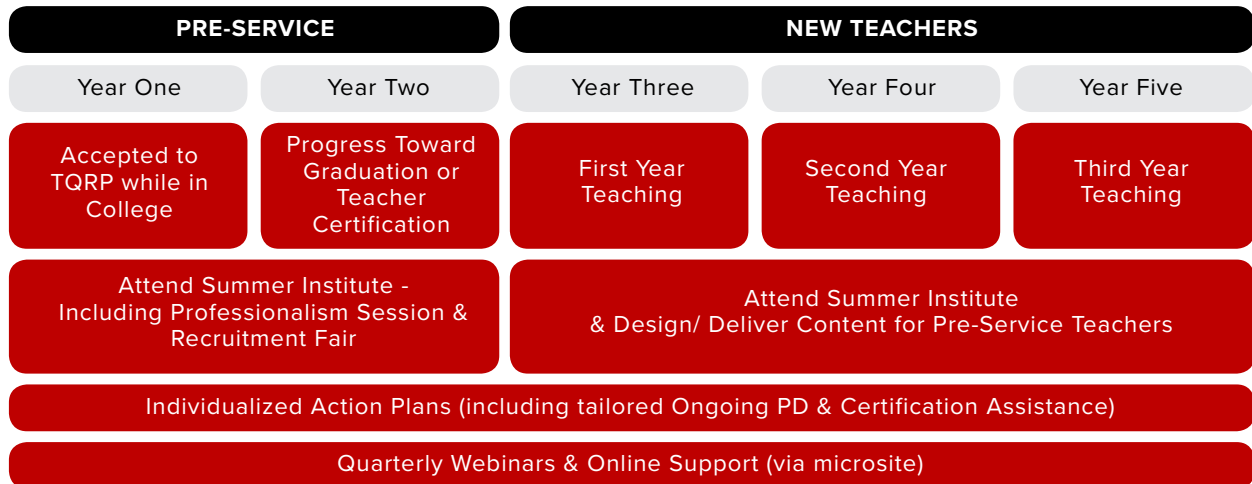 PRE-SERVICE
NEW TEACHERS
Year One
Year Two
Year Three
Year Four
Year Five
Accepted to
TQRP while in
College
Progress Toward
Graduation or
Teacher
Certification
First Year
Teaching
Second Year
Teaching
Third Year
Teaching
Attend Summer Institute -
Including Professionalism Session &
Recruitment Fair
Attend Summer Institute
& Design/ Deliver Content for Pre-Service Teachers
Individualized Action Plans (including tailored Ongoing PD & Certification Assistance)
Quarterly Webinars & Online Support (via microsite)